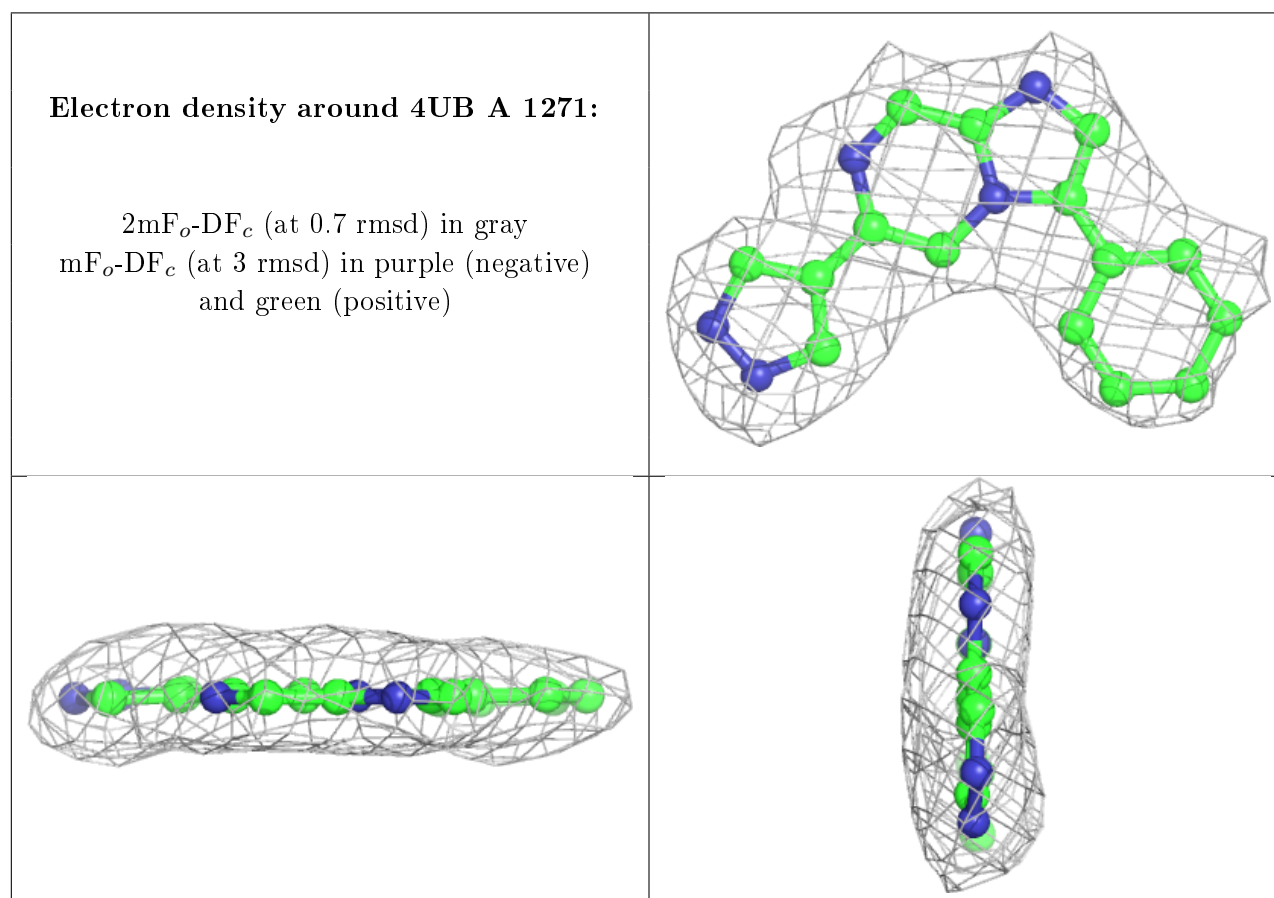 Electron density around 4UB A 1271:
2mFo-DFc (at 0.7 rmsd) in gray
mFo-DFc (at 3 rmsd) in purple (negative)
and green (positive)